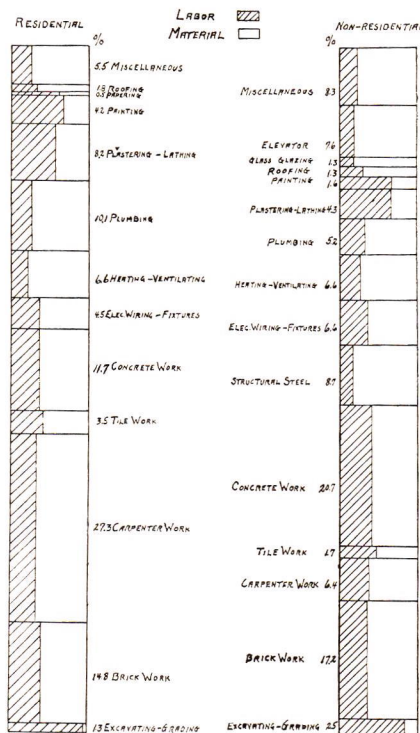 RESIDENTIAL
LABOR
MATERIAL
NON-RESIDENTIAL
%
5.5 MISCELLANEOUS
1.8 ROOFING
0.5 PAPERING
4.2 PAINTING
8.2 PLASTERING-LATHING
10.1 PLUMBING
6.6 HEATING-VENTILATING
4.5 ELEC. WIRING-FIXTURES
11.7 CONCRETE WORK
3.5 TILE WORK
27.3 CARPENTER WORK
14.8 BRICK WORK
1.3 EXCAVATING-GRADING
%
MISCELLANEOUS 8.3
ELEVATOR 7.6
GLASS GLAZING 1.3
ROOFING 1.3
PAINTING 1.6
PLASTERING-LATHING 4.3
PLUMBING 5.2
HEATING-VENTILATING 6.6
ELEC. WIRING-FIXTURES 6.6
STRUCTURAL STEEL 8.7
CONCRETE WORK 20.7
TILE WORK 1.7
CARPENTER WORK 6.4
BRICK WORK 17.2
EXCAVATING-GRADING 2.5